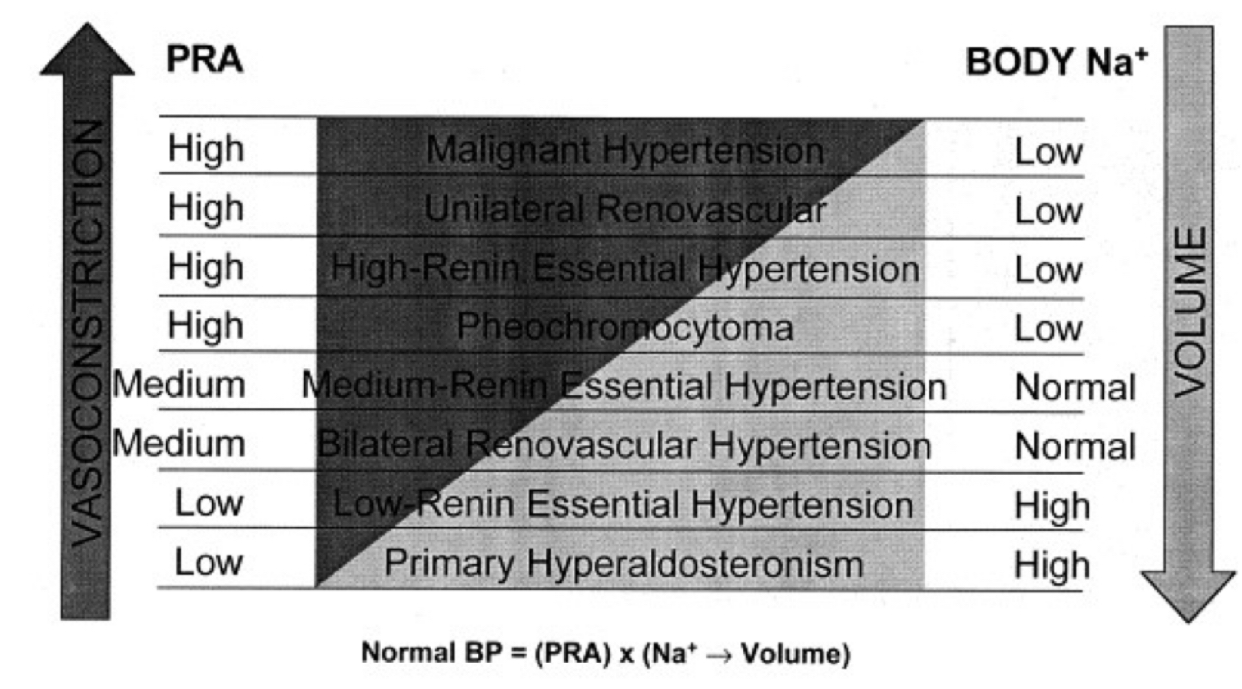 PRA BODY Na⁺
High Malignant Hypertension Low
High Unilateral Renovascular Low
High High-Renin Essential Hypertension Low
High Pheochromocytoma Low
Medium Medium-Renin Essential Hypertension Normal
Medium Bilateral Renovascular Hypertension Normal
Low Low-Renin Essential Hypertension High
Low Primary Hyperaldosteronism High
VASOCONSTRICTION
VOLUME
Normal BP = (PRA) x (Na⁺ → Volume)